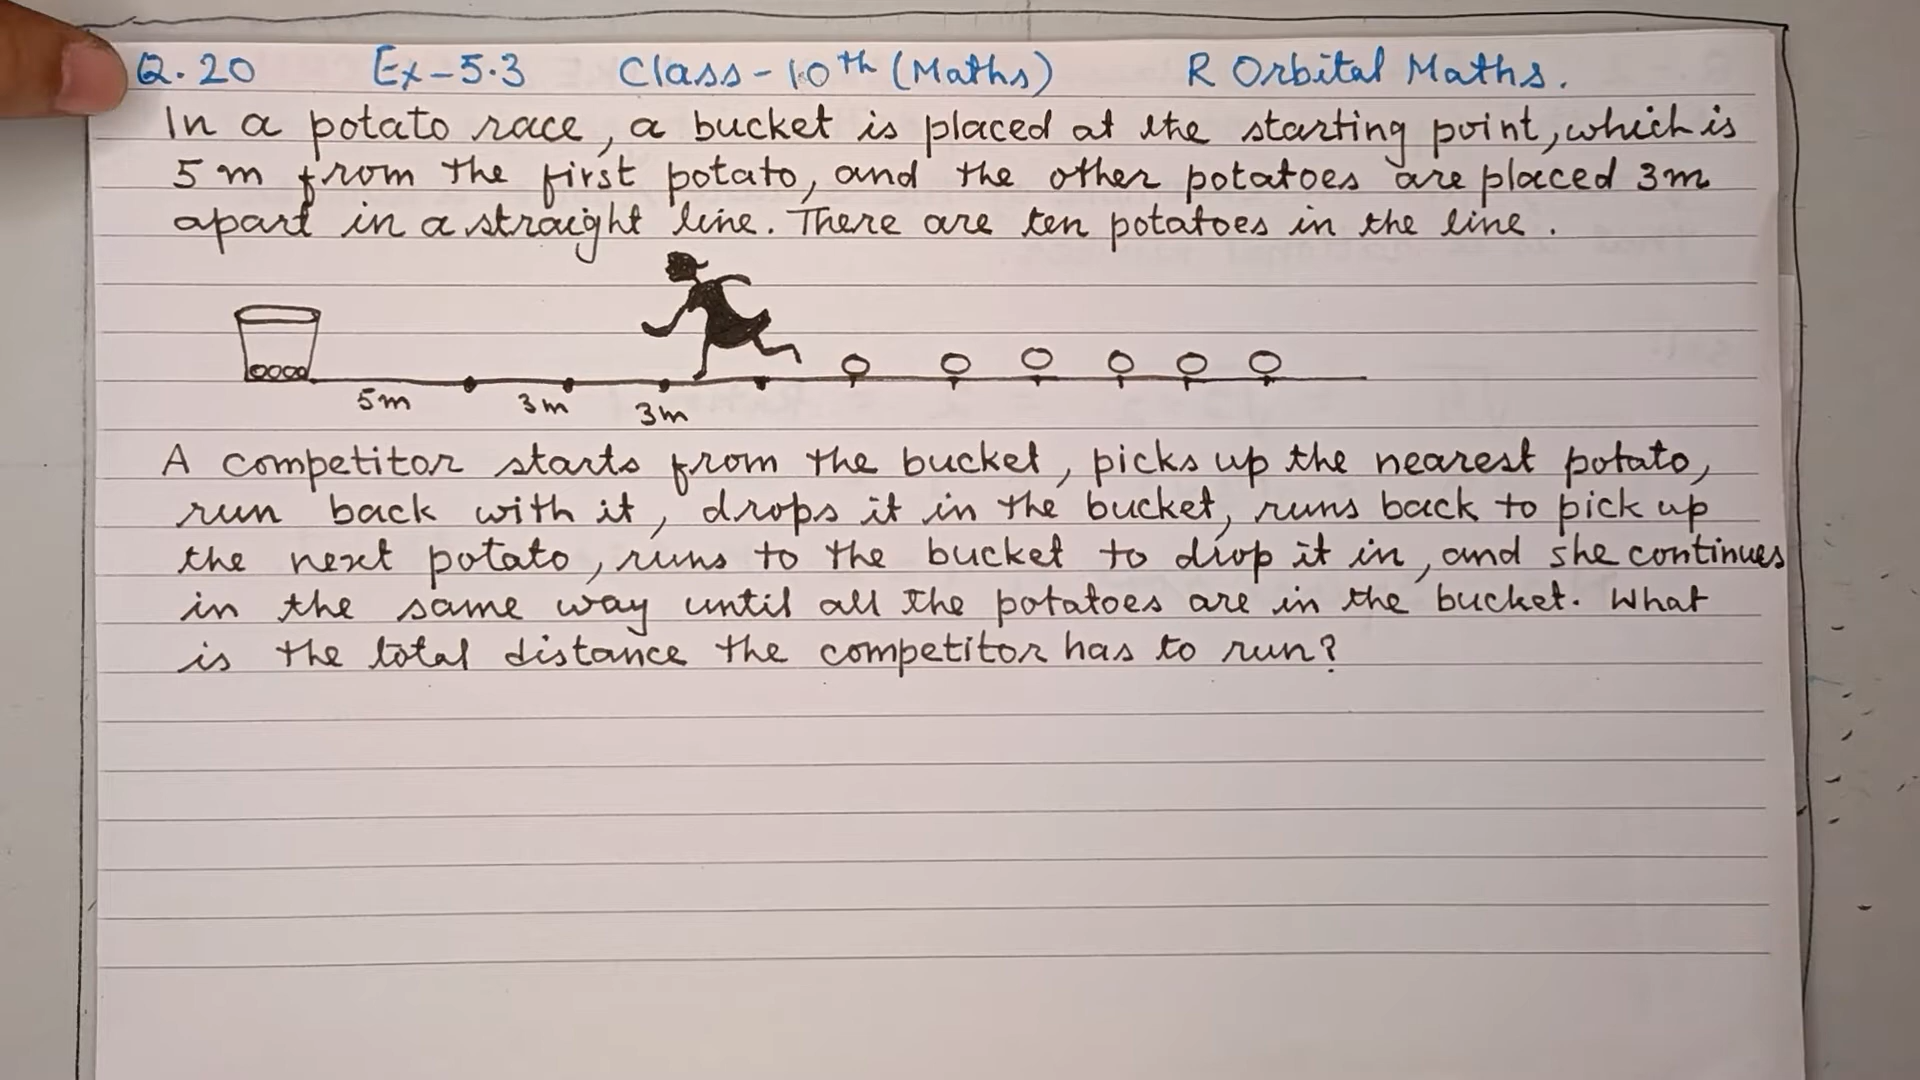 Q.20 Ex-5.3 Class-10th (Maths) R Orbital Maths.
In a potato race, a bucket is placed at the starting point, which is
5m from the first potato, and the other potatoes are placed 3m
apart in a straight line. There are ten potatoes in the line.
5m 3m 3m
A competitor starts from the bucket, picks up the nearest potato,
run back with it, drops it in the bucket, runs back to pick up
the next potato, runs to the bucket to drop it in, and she continues
in the same way until all the potatoes are in the bucket. What
is the total distance the competitor has to run?